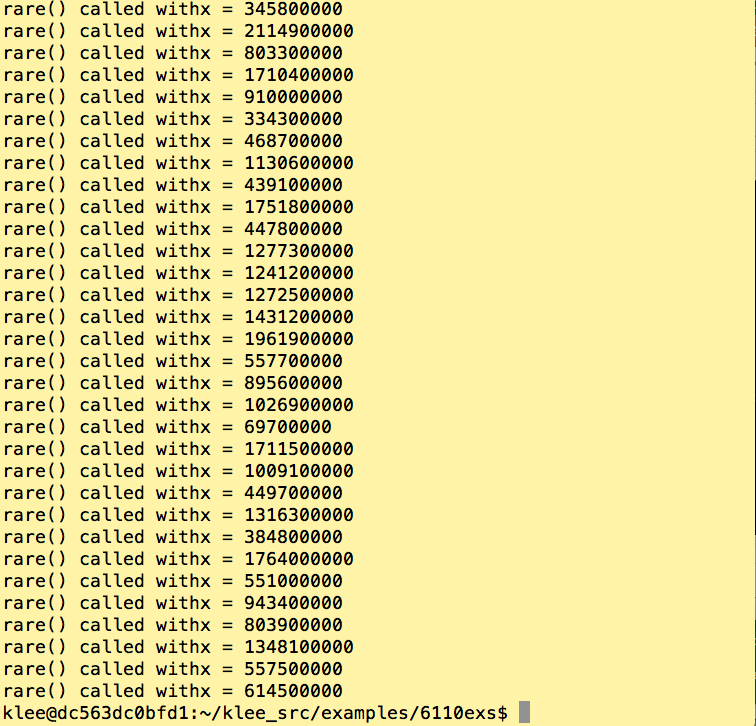 rare() called withx = 345800000
rare() called withx = 2114900000
rare() called withx = 803300000
rare() called withx = 1710400000
rare() called withx = 910000000
rare() called withx = 334300000
rare() called withx = 468700000
rare() called withx = 1130600000
rare() called withx = 439100000
rare() called withx = 1751800000
rare() called withx = 447800000
rare() called withx = 1277300000
rare() called withx = 1241200000
rare() called withx = 1272500000
rare() called withx = 1431200000
rare() called withx = 1961900000
rare() called withx = 557700000
rare() called withx = 895600000
rare() called withx = 1026900000
rare() called withx = 69700000
rare() called withx = 1711500000
rare() called withx = 1009100000
rare() called withx = 449700000
rare() called withx = 1316300000
rare() called withx = 384800000
rare() called withx = 1764000000
rare() called withx = 551000000
rare() called withx = 943400000
rare() called withx = 803900000
rare() called withx = 1348100000
rare() called withx = 557500000
rare() called withx = 614500000
klee@dc563dc0bfd1:~/klee_src/examples/6110exs$